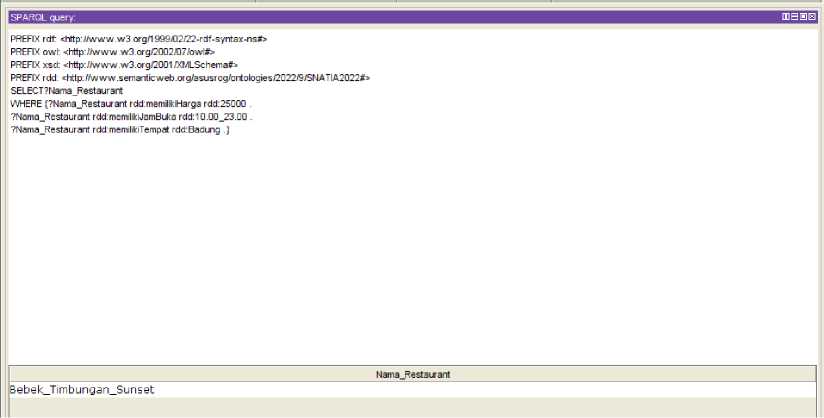 SPARQL query:
PREFIX rdf: <http://www.w3.org/1999/02/22-rdf-syntax-ns#>
PREFIX owl: <http://www.w3.org/2002/07/owl#>
PREFIX xsd: <http://www.w3.org/2001/XMLSchema#>
PREFIX rdd: <http://www.semanticweb.org/asusrog/ontologies/2022/9/SNATIA2022#>
SELECT?Nama_Restaurant
WHERE {?Nama_Restaurant rdd:memilikiHarga rdd:25000 .
?Nama_Restaurant rdd:memilikiJamBuka rdd:10.00_23.00 .
?Nama_Restaurant rdd:memilikiTempat rdd:Badung .}
Nama_Restaurant
Bebek_Timbungan_Sunset